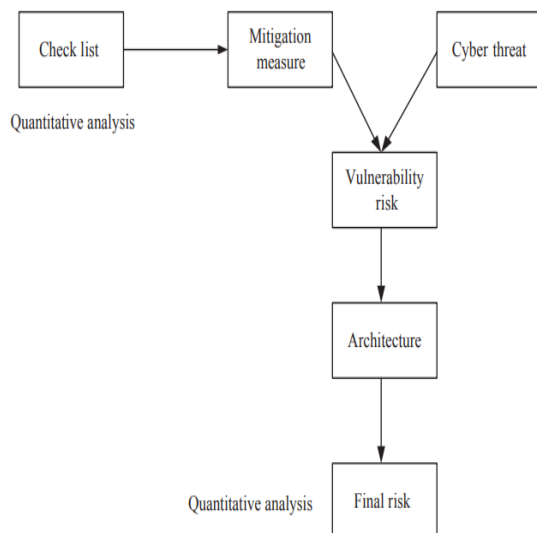 Check list
Mitigation
measure
Cyber threat
Quantitative analysis
Vulnerability
risk
Architecture
Quantitative analysis
Final risk